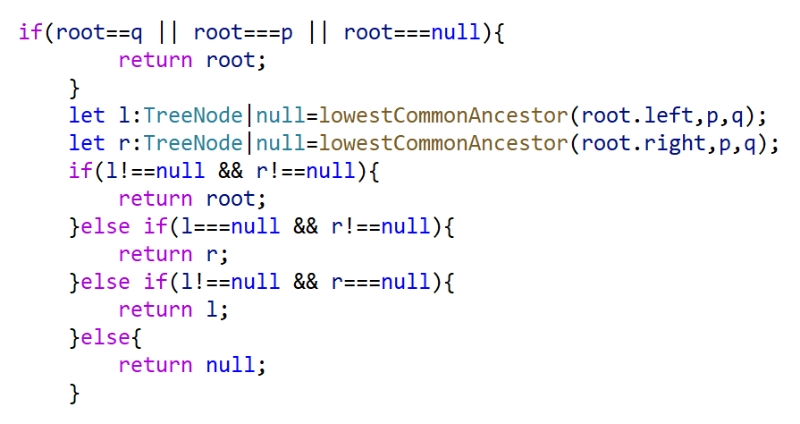 if(root==q || root===p || root===null){
        return root;
    }
    let l:TreeNode|null=lowestCommonAncestor(root.left,p,q);
    let r:TreeNode|null=lowestCommonAncestor(root.right,p,q);
    if(l!==null && r!==null){
        return root;
    }else if(l===null && r!==null){
        return r;
    }else if(l!==null && r===null){
        return l;
    }else{
        return null;
    }